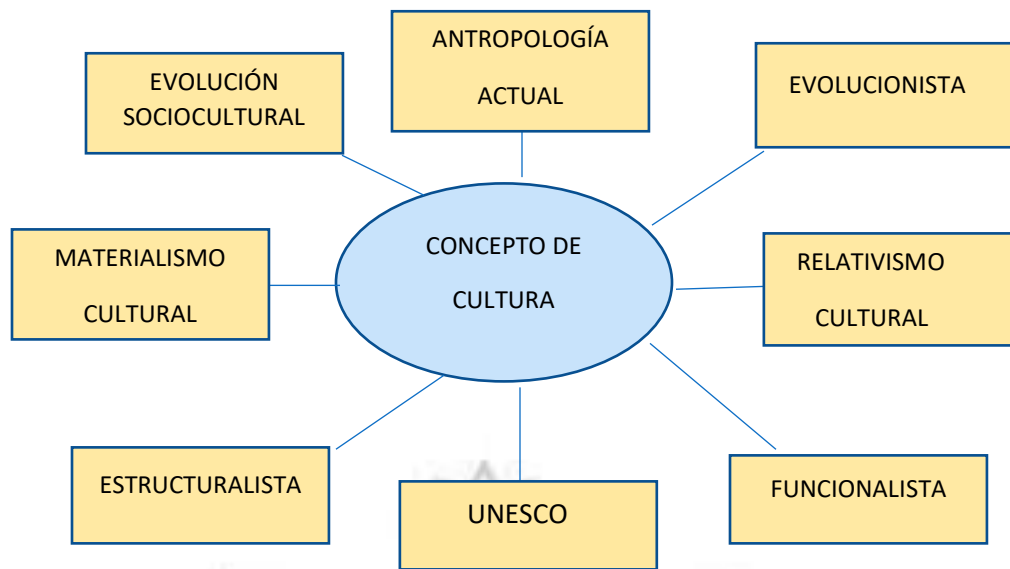 ANTROPOLOGÍA
ACTUAL
EVOLUCIÓN
SOCIOCULTURAL
EVOLUCIONISTA
MATERIALISMO
CULTURAL
CONCEPTO DE
CULTURA
RELATIVISMO
CULTURAL
ESTRUCTURALISTA
UNESCO
FUNCIONALISTA